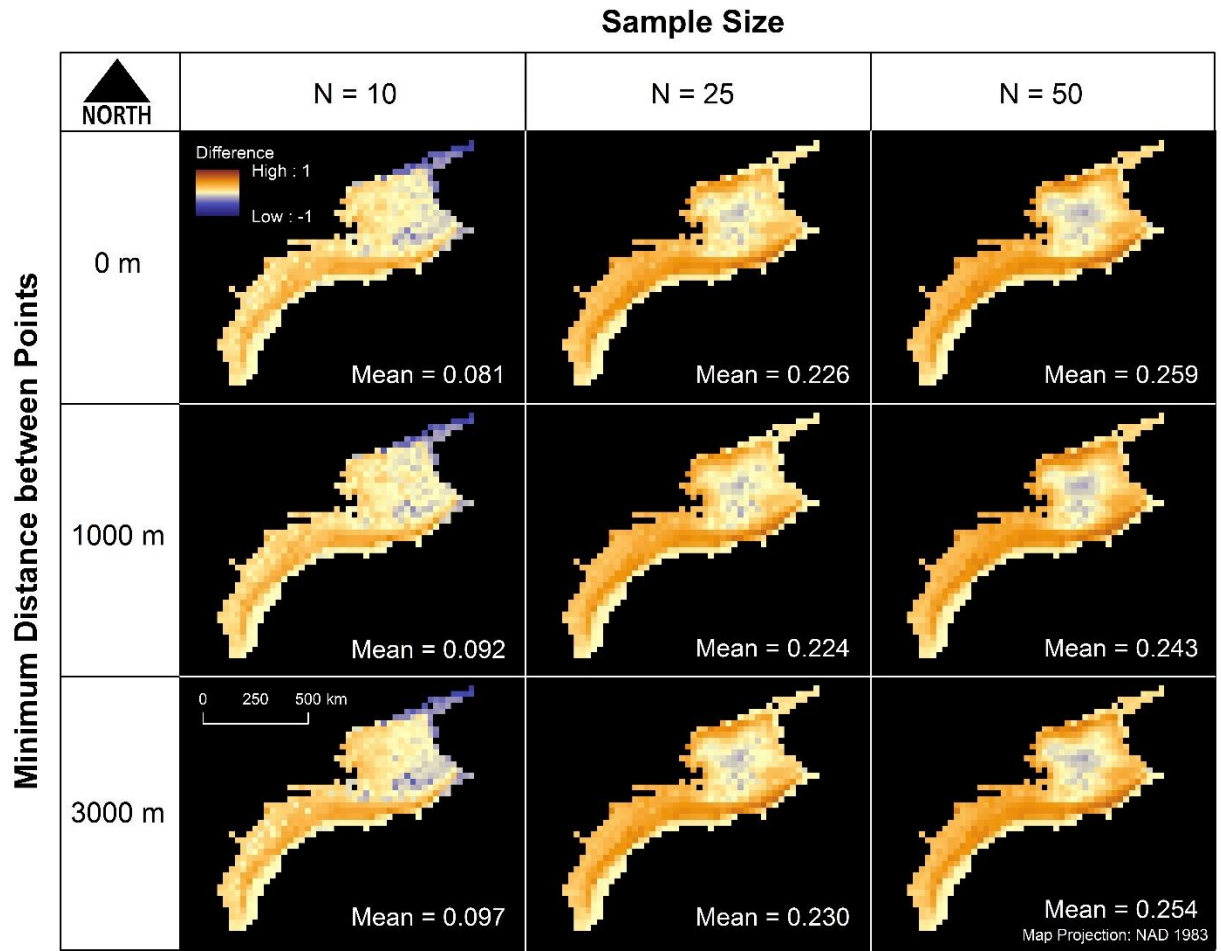 Sample Size
NORTH
N = 10
N = 25
N = 50
Minimum Distance between Points
0 m
Difference
High : 1
Low : -1
Mean = 0.081
Mean = 0.226
Mean = 0.259
1000 m
Mean = 0.092
Mean = 0.224
Mean = 0.243
3000 m
0 250 500 km
Mean = 0.097
Mean = 0.230
Mean = 0.254
Map Projection: NAD 1983